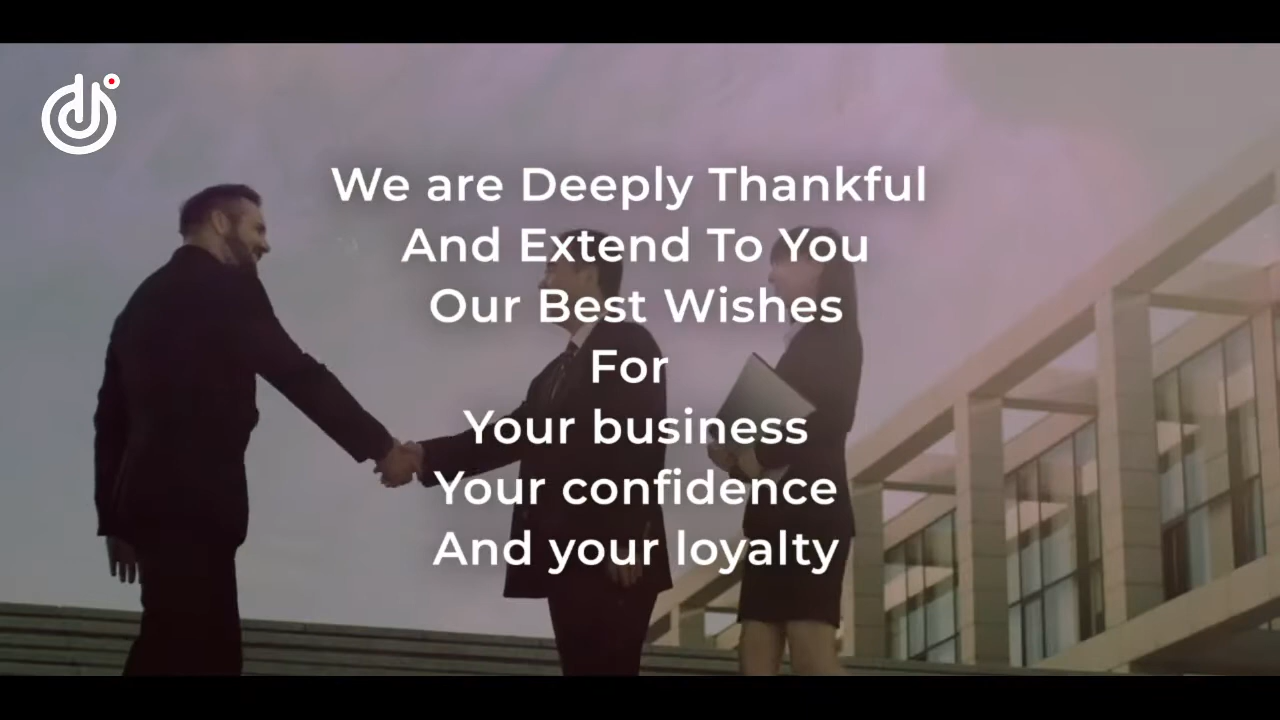 We are Deeply Thankful
And Extend To You
Our Best Wishes
For
Your business
Your confidence
And your loyalty